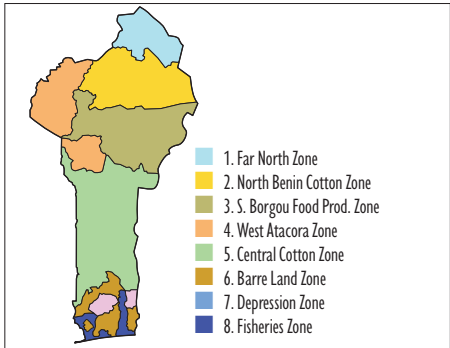 1. Far North Zone
2. North Benin Cotton Zone
3. S. Borgou Food Prod. Zone
4. West Atacora Zone
5. Central Cotton Zone
6. Barre Land Zone
7. Depression Zone
8. Fisheries Zone